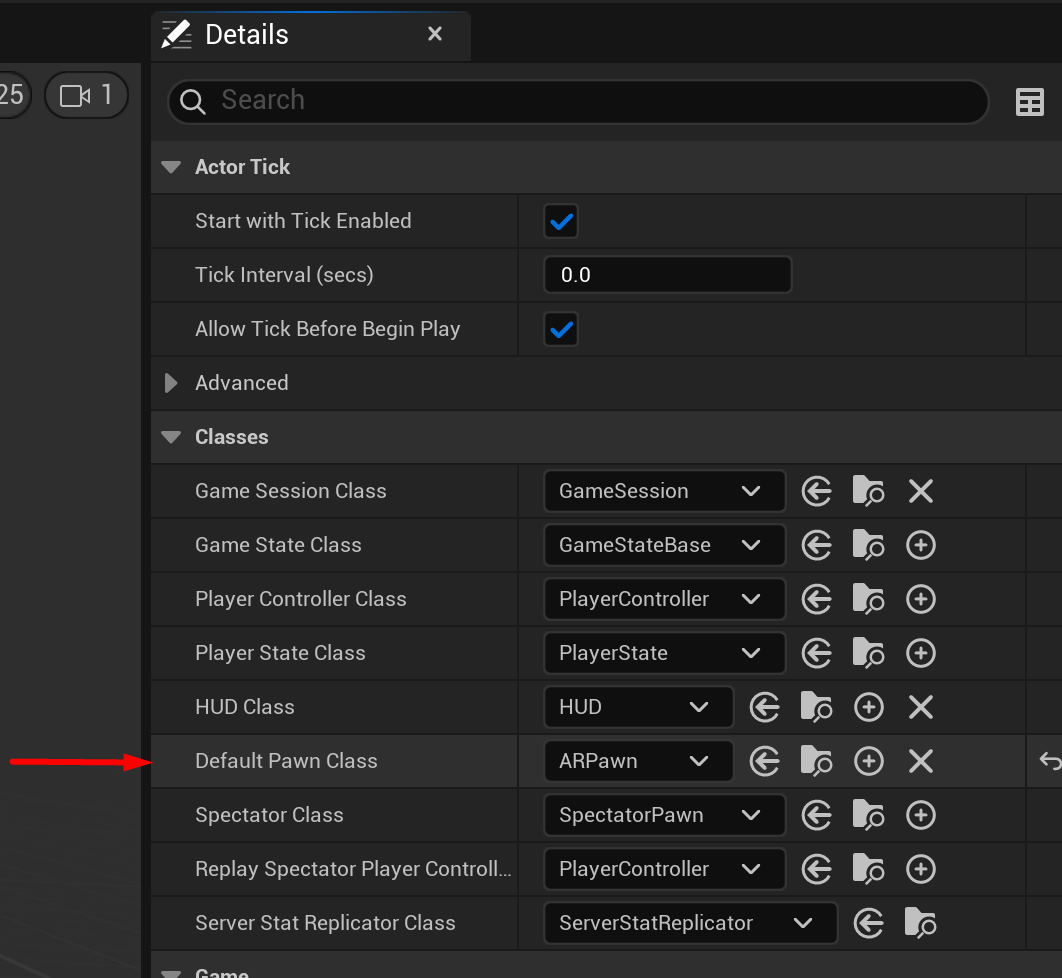 Details
25
1
Search
Actor Tick
Start with Tick Enabled
Tick Interval (secs)
0.0
Allow Tick Before Begin Play
Advanced
Classes
Game Session Class
GameSession
Game State Class
GameStateBase
Player Controller Class
PlayerController
Player State Class
PlayerState
HUD Class
HUD
Default Pawn Class
ARPawn
Spectator Class
SpectatorPawn
Replay Spectator Player Controll...
PlayerController
Server Stat Replicator Class
ServerStatReplicator
Game